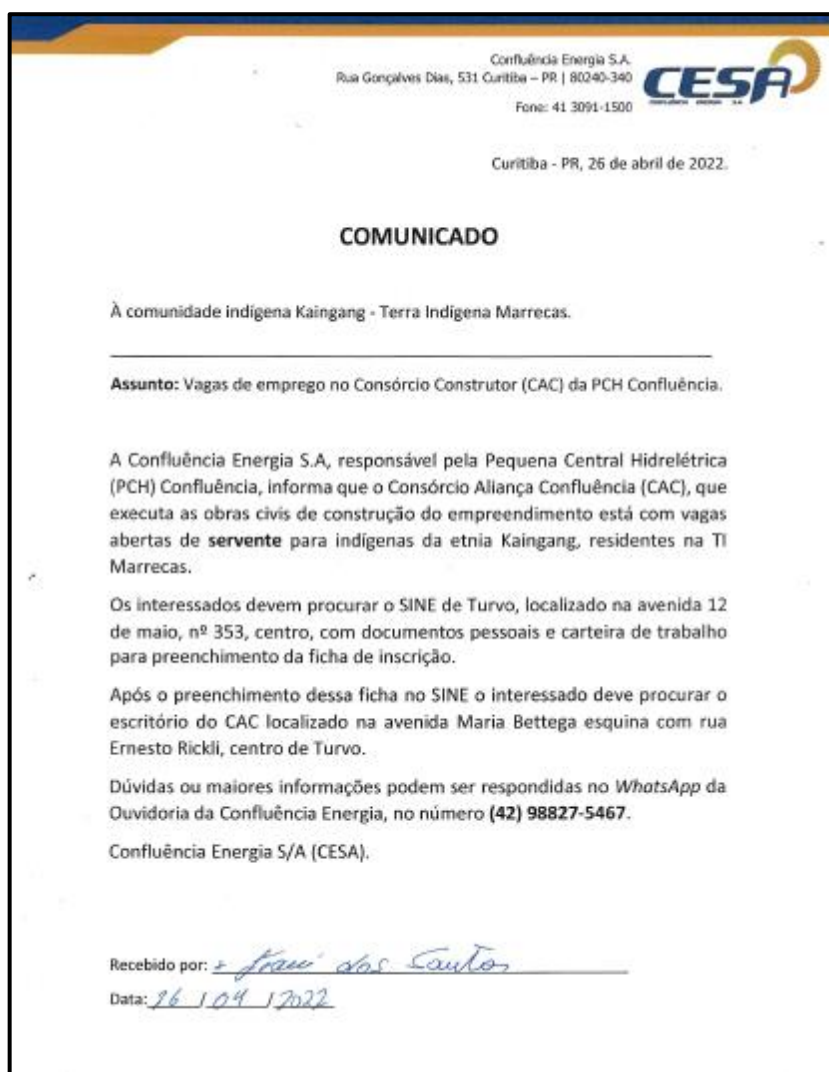 Confluência Energia S.A.
Rua Gonçalves Dias, 531 Curitiba – PR | 80240-340
Fone: 41 3091-1500
CESA
CONFLUÊNCIA ENERGIA S.A.
Curitiba - PR, 26 de abril de 2022.
COMUNICADO
À comunidade indígena Kaingang - Terra Indígena Marrecas.
Assunto: Vagas de emprego no Consórcio Construtor (CAC) da PCH Confluência.
A Confluência Energia S.A, responsável pela Pequena Central Hidrelétrica
(PCH) Confluência, informa que o Consórcio Aliança Confluência (CAC), que
executa as obras civis de construção do empreendimento está com vagas
abertas de servente para indígenas da etnia Kaingang, residentes na TI
Marrecas.
Os interessados devem procurar o SINE de Turvo, localizado na avenida 12
de maio, nº 353, centro, com documentos pessoais e carteira de trabalho
para preenchimento da ficha de inscrição.
Após o preenchimento dessa ficha no SINE o interessado deve procurar o
escritório do CAC localizado na avenida Maria Bettega esquina com rua
Ernesto Rickli, centro de Turvo.
Dúvidas ou maiores informações podem ser respondidas no WhatsApp da
Ouvidoria da Confluência Energia, no número (42) 98827-5467.
Confluência Energia S/A (CESA).
Recebido por: dos Santos
Data: 26 / 04 / 2022